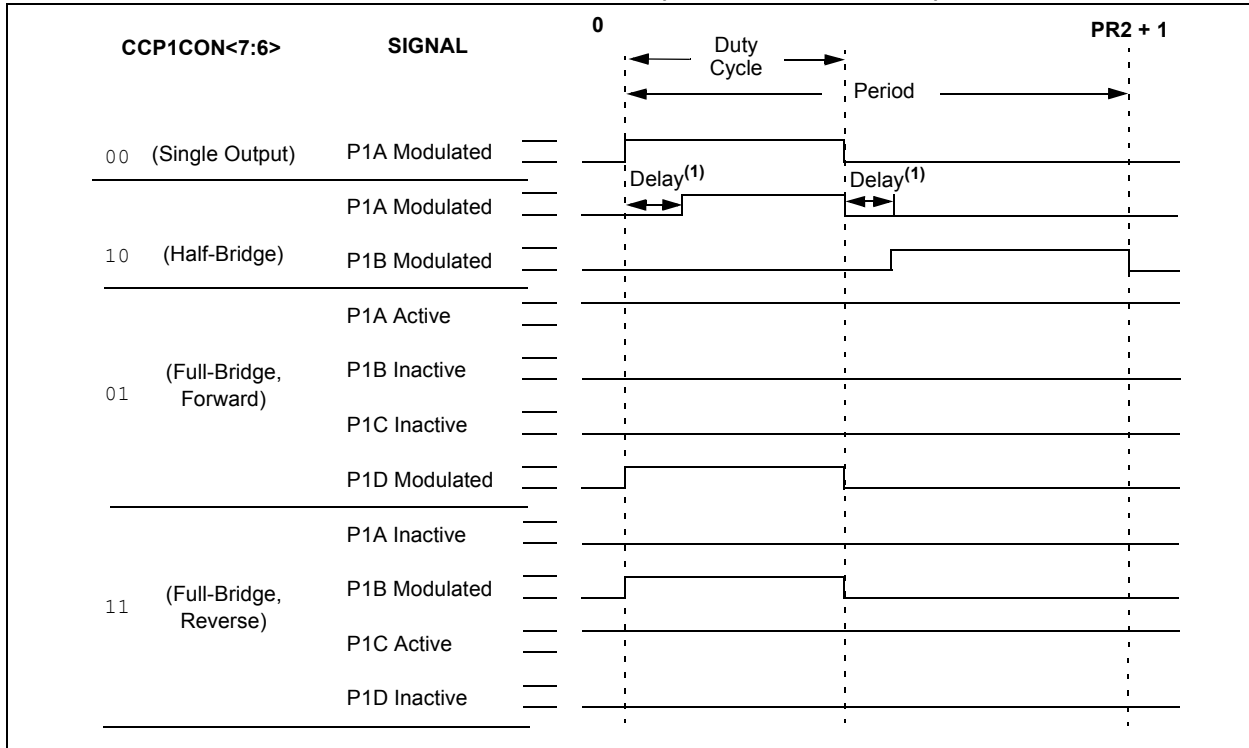 CCP1CON<7:6> SIGNAL 0 PR2 + 1
Duty
Cycle
Period
00 (Single Output) P1A Modulated
Delay(1) Delay(1)
P1A Modulated
10 (Half-Bridge) P1B Modulated
P1A Active
P1B Inactive
01 (Full-Bridge,
Forward)
P1C Inactive
P1D Modulated
P1A Inactive
P1B Modulated
11 (Full-Bridge,
Reverse)
P1C Active
P1D Inactive